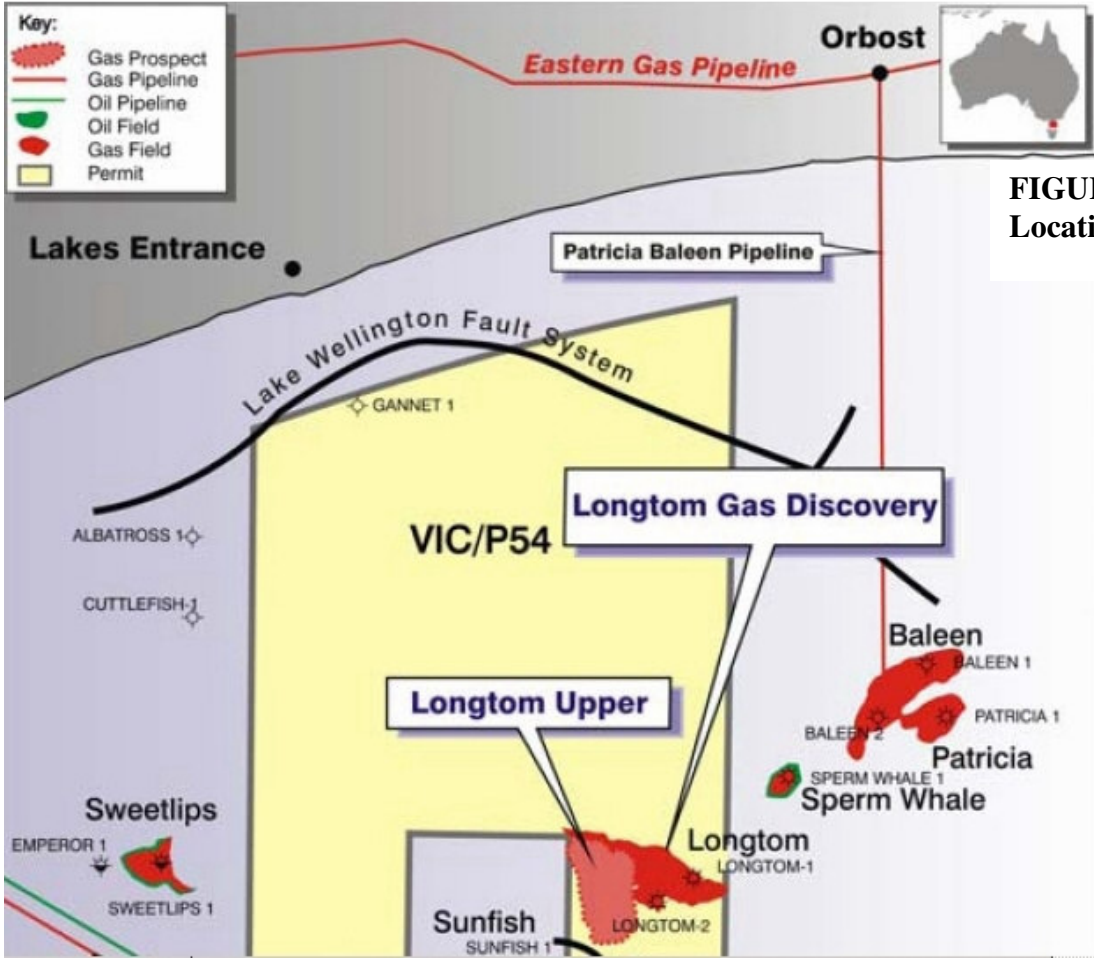 Key:
Gas Prospect
Gas Pipeline
Oil Pipeline
Oil Field
Gas Field
Permit
Eastern Gas Pipeline
Orbost
Lakes Entrance
Patricia Baleen Pipeline
Lake Wellington Fault System
GANNET 1
Longtom Gas Discovery
VIC/P54
ALBATROSS 1
CUTTLEFISH-1
Baleen
BALEEN 1
Longtom Upper
PATRICIA 1
BALEEN 2
Patricia
SPERM WHALE 1
Sperm Whale
Sweetlips
EMPEROR 1
SWEETLIPS 1
Longtom
LONGTOM-1
LONGTOM-2
Sunfish
SUNFISH 1